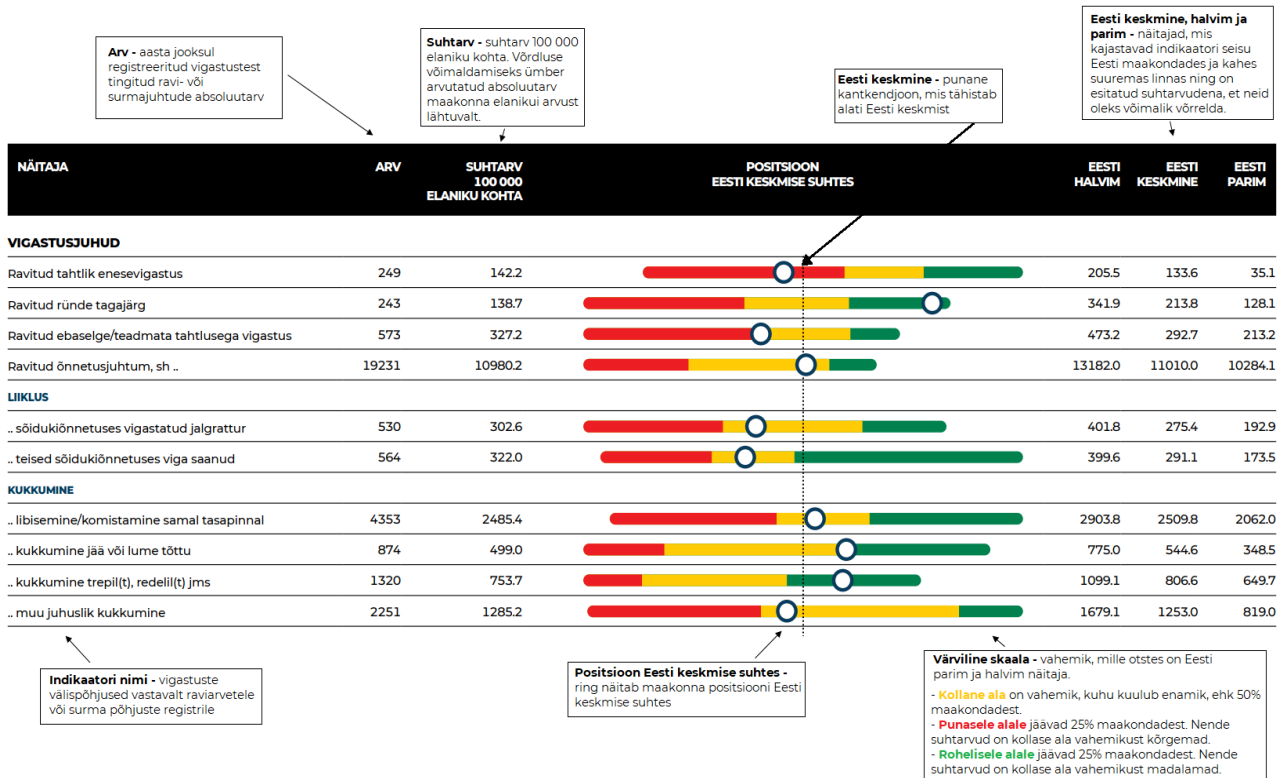 Arv - aasta jooksul
registreeritud vigastustest
tingitud ravi- või
surmajuhtude absoluutarv
Suhtarv - suhtarv 100 000
elaniku kohta. Võrdluse
võimaldamiseks ümber
arvutatud absoluutarv
maakonna elanikui arvust
lähtuvalt.
Eesti keskmine - punane
kantkendjoon, mis tähistab
alati Eesti keskmist
Eesti keskmine, halvim ja
parim - näitajad, mis
kajastavad indikaatori seisu
Eesti maakondades ja kahes
suuremas linnas ning on
esitatud suhtarvudena, et neid
oleks võimalik võrrelda.
NÄITAJA ARV SUHTARV POSITSIOON EESTI EESTI EESTI
100 000 EESTI KESKMISE SUHTES HALVIM KESKMINE PARIM
ELANIKU KOHTA
VIGASTUSJUHUD
Ravitud tahtlik enesevigastus 249 142.2 205.5 133.6 35.1
Ravitud ründe tagajärg 243 138.7 341.9 213.8 128.1
Ravitud ebaselge/teadmata tahtlusega vigastus 573 327.2 473.2 292.7 213.2
Ravitud õnnetusjuhtum, sh .. 19231 10980.2 13182.0 11010.0 10284.1
LIIKLUS
.. sõidukiõnnetuses vigastatud jalgrattur 530 302.6 401.8 275.4 192.9
.. teised sõidukiõnnetuses viga saanud 564 322.0 399.6 291.1 173.5
KUKKUMINE
.. libisemine/komistamine samal tasapinnal 4353 2485.4 2903.8 2509.8 2062.0
.. kukkumine jää või lume tõttu 874 499.0 775.0 544.6 348.5
.. kukkumine trepil(t), redelil(t) jms 1320 753.7 1099.1 806.6 649.7
.. muu juhuslik kukkumine 2251 1285.2 1679.1 1253.0 819.0
Indikaatori nimi - vigastuste
välispõhjused vastavalt raviarvetele
või surma põhjuste registrile
Positsioon Eesti keskmise suhtes -
ring näitab maakonna positsiooni Eesti
keskmise suhtes
Värviline skaala - vahemik, mille otstes on Eesti
parim ja halvim näitaja.
- Kollane ala on vahemik, kuhu kuulub enamik, ehk 50%
maakondadest.
- Punasele alale jäävad 25% maakondadest. Nende
suhtarvud on kollase ala vahemikust kõrgemad.
- Rohelisele alale jäävad 25% maakondadest. Nende
suhtarvud on kollase ala vahemikust madalamad.